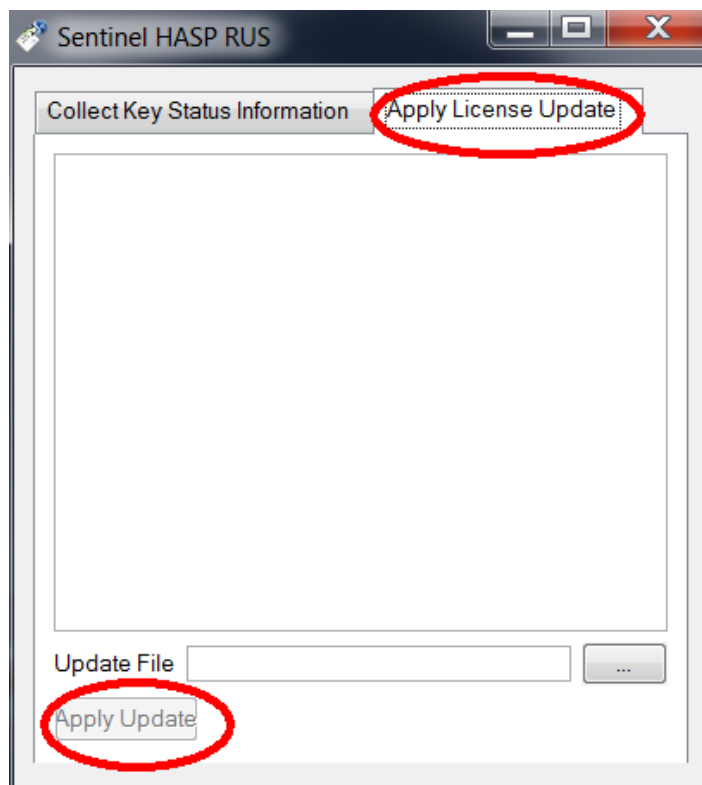 Sentinel HASP RUS
Collect Key Status Information
Apply License Update
Update File
...
Apply Update